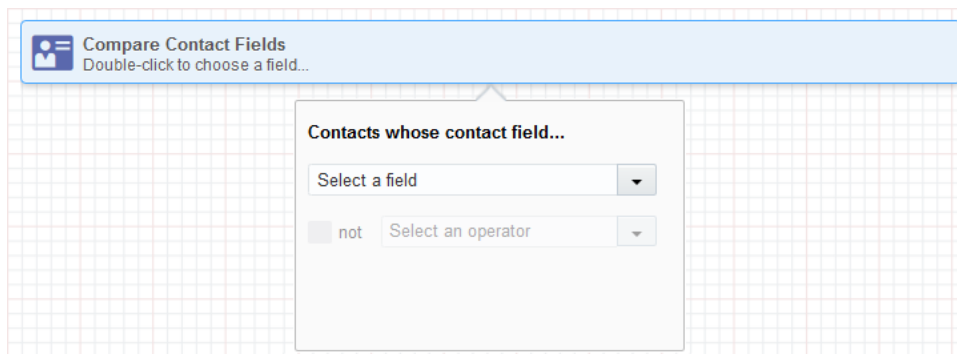 Compare Contact Fields
Double-click to choose a field...
Contacts whose contact field...
Select a field
not Select an operator